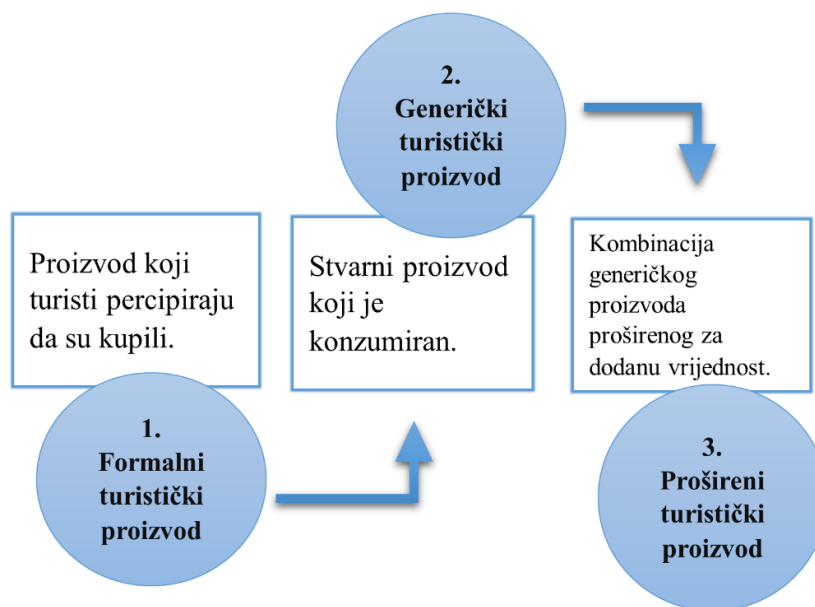 Proizvod koji
turisti percipiraju
da su kupili.
1.
Formalni
turistički
proizvod
2.
Generički
turistički
proizvod
Stvarni proizvod
koji je
konzumiran.
Kombinacija
generičkog
proizvoda
proširenog za
dodanu vrijednost.
3.
Prošireni
turistički
proizvod